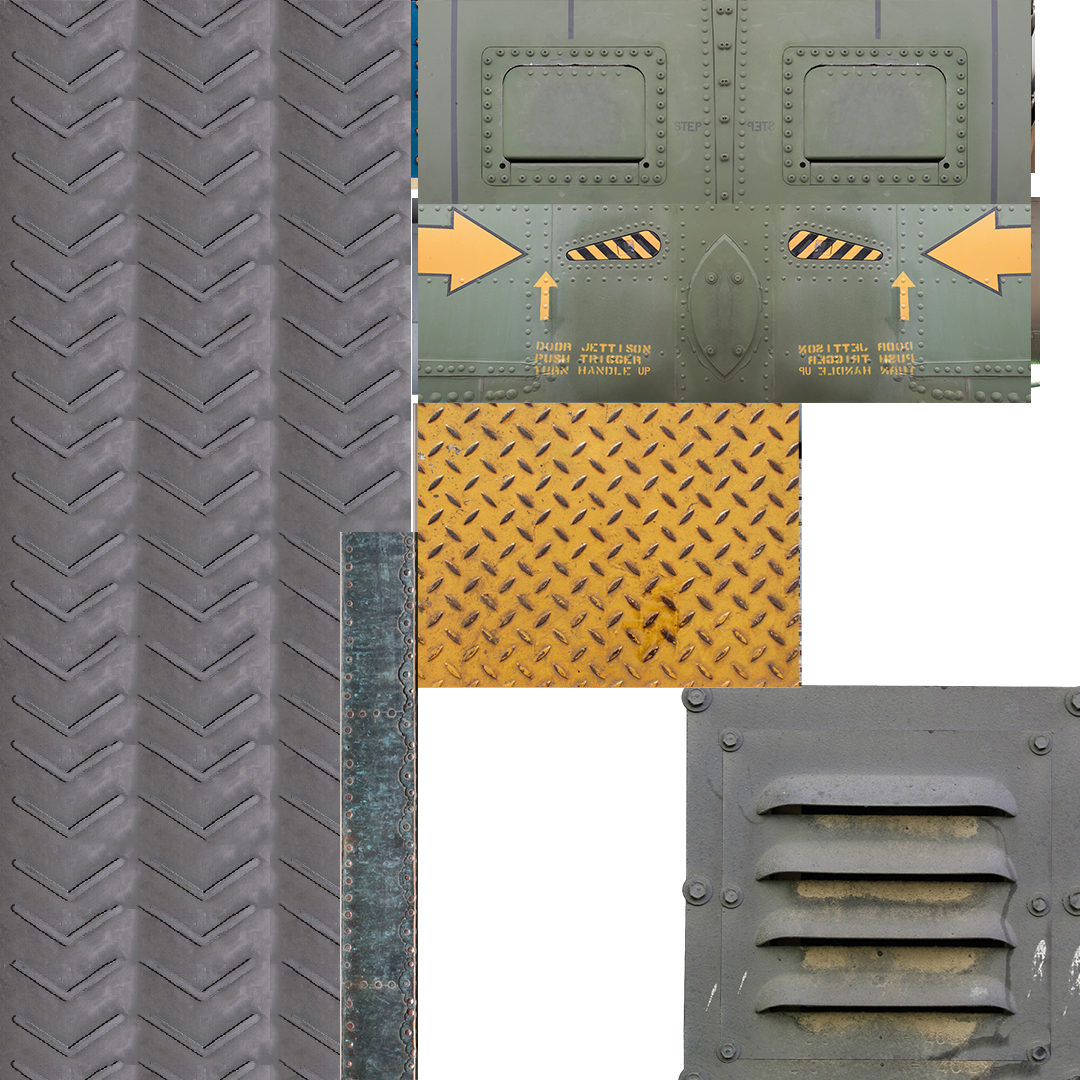 STEP STEP
DOOR JETTISON
PUSH TRIGGER
TURN HANDLE UP
DOOR JETTISON
PUSH TRIGGER
TURN HANDLE UP